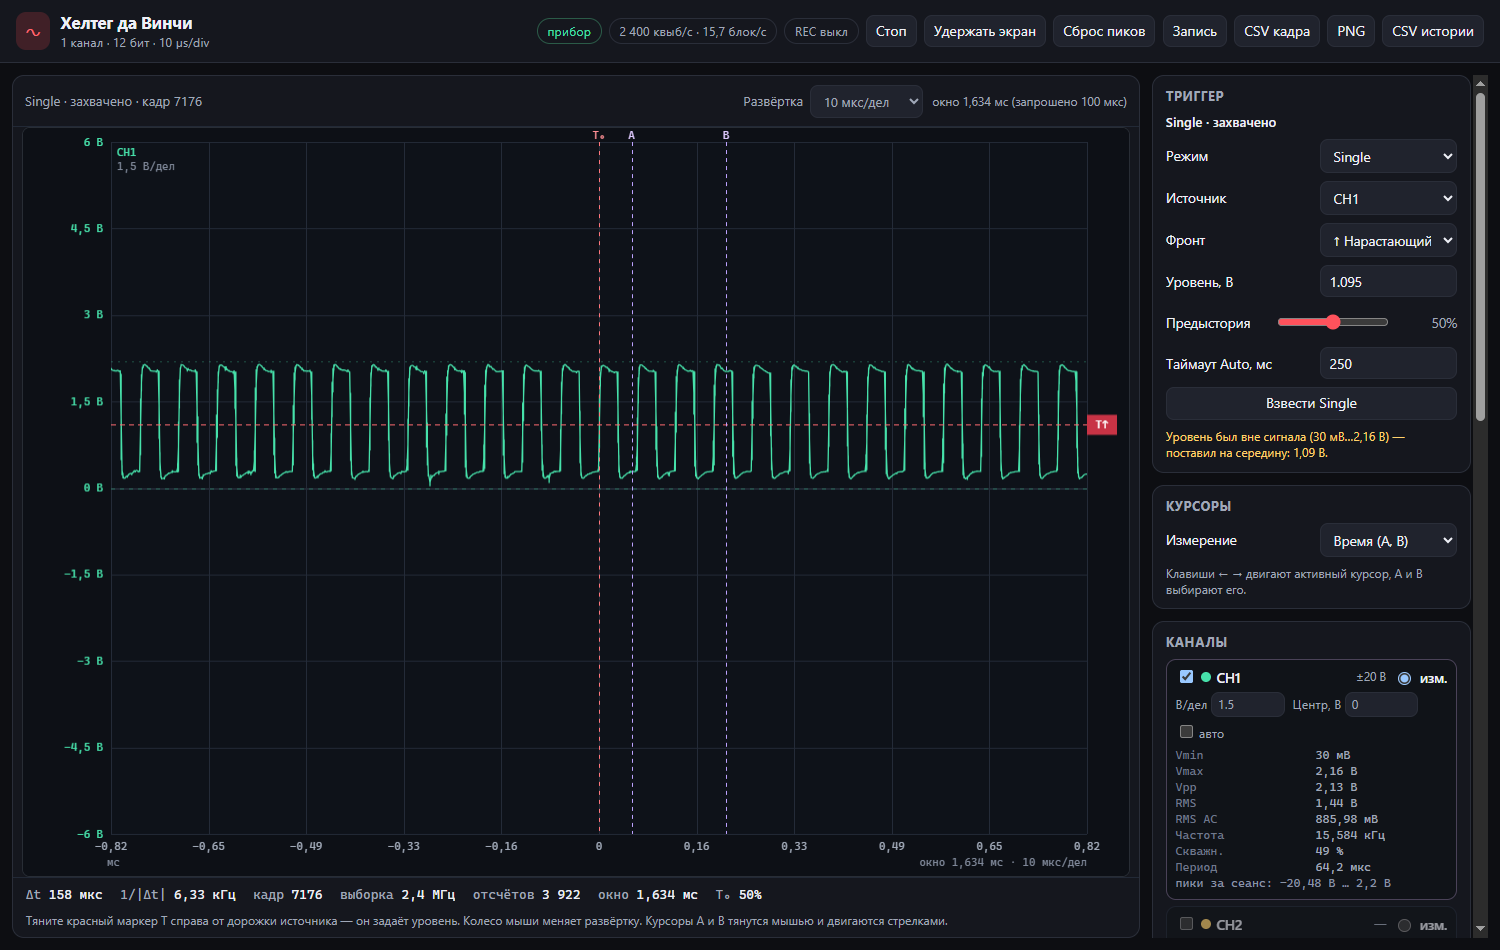 Хелтег да Винчи
1 канал · 12 бит · 10 µs/div
прибор
2 400 квыб/с · 15,7 блок/с
REC выкл
Стоп
Удержать экран
Сброс пиков
Запись
CSV кадра
PNG
CSV истории
Single · захвачено · кадр 7176
Развёртка
10 мкс/дел
окно 1,634 мс (запрошено 100 мкс)
T₀ A B
6 В
CH1
1,5 В/дел
4,5 В
3 В
1,5 В
T↑
0 В
−1,5 В
−3 В
−4,5 В
−6 В
−0,82 −0,65 −0,49 −0,33 −0,16 0 0,16 0,33 0,49 0,65 0,82
мс
окно 1,634 мс · 10 мкс/дел
Δt 158 мкс 1/|Δt| 6,33 кГц кадр 7176 выборка 2,4 МГц отсчётов 3 922 окно 1,634 мс T₀ 50%
Тяните красный маркер T справа от дорожки источника — он задаёт уровень. Колесо мыши меняет развёртку. Курсоры A и B тянутся мышью и двигаются стрелками.
ТРИГГЕР
Single · захвачено
Режим Single
Источник CH1
Фронт ↑ Нарастающий
Уровень, В 1.095
Предыстория 50%
Таймаут Auto, мс 250
Взвести Single
Уровень был вне сигнала (30 мВ…2,16 В) —
поставил на середину: 1,09 В.
КУРСОРЫ
Измерение Время (A, B)
Клавиши ← → двигают активный курсор, A и B
выбирают его.
КАНАЛЫ
CH1 ±20 В изм.
В/дел 1.5 Центр, В 0
авто
Vmin 30 мВ
Vmax 2,16 В
Vpp 2,13 В
RMS 1,44 В
RMS AC 885,98 мВ
Частота 15,584 кГц
Скважн. 49 %
Период 64,2 мкс
пики за сеанс: −20,48 В … 2,2 В
CH2 — изм.